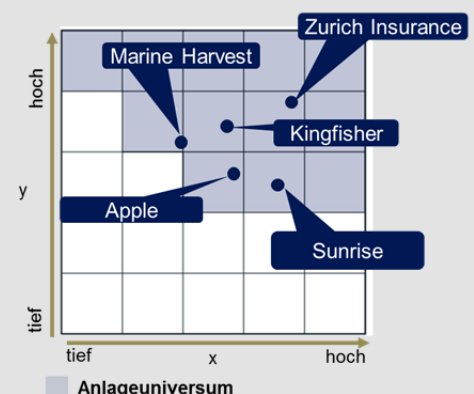 Zurich Insurance
Marine Harvest
hoch
Kingfisher
y
Apple
Sunrise
tief
tief
x
hoch
Anlageuniversum